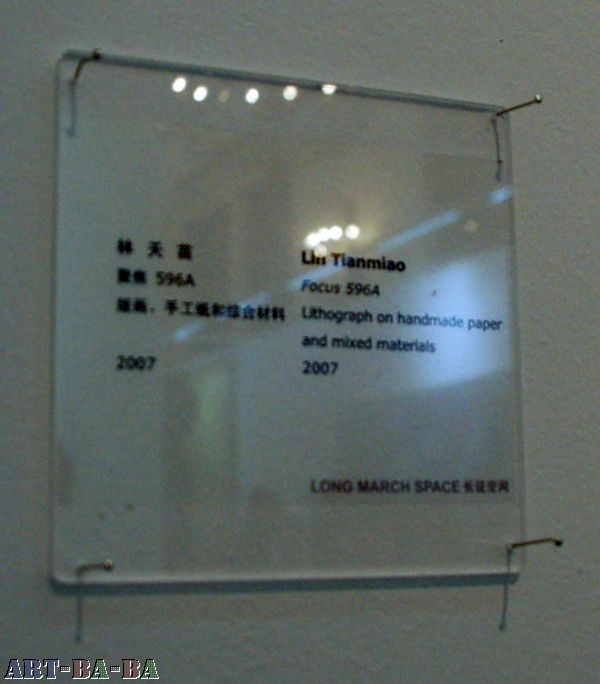 林 天 苗
聚焦 596A
版画，手工纸和综合材料
2007
Lin Tianmiao
Focus 596A
Lithograph on handmade paper
and mixed materials
2007
LONG MARCH SPACE 长征空间
ART-BA-BA